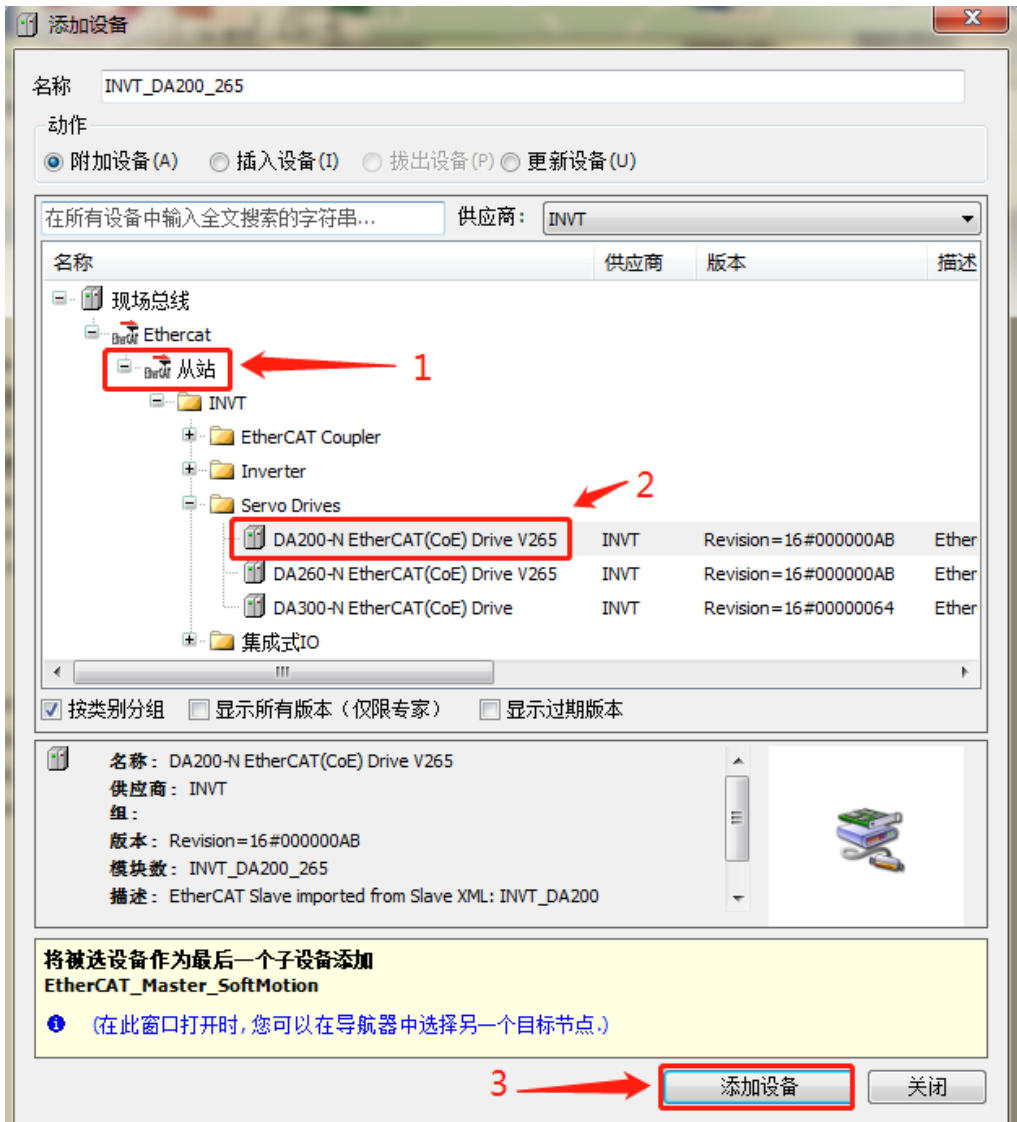 添加设备
名称 INVT_DA200_265
动作
附加设备(A) 插入设备(I) 拔出设备(P) 更新设备(U)
在所有设备中输入全文搜索的字符串... 供应商: INVT
名称 供应商 版本 描述
现场总线
Ethercat
从站 1
INVT
EtherCAT Coupler
Inverter 2
Servo Drives
DA200-N EtherCAT(CoE) Drive V265 INVT Revision=16#000000AB Ether
DA260-N EtherCAT(CoE) Drive V265 INVT Revision=16#000000AB Ether
DA300-N EtherCAT(CoE) Drive INVT Revision=16#00000064 Ether
集成式IO
按类别分组 显示所有版本（仅限专家） 显示过期版本
名称: DA200-N EtherCAT(CoE) Drive V265
供应商: INVT
组:
版本: Revision=16#000000AB
模块数: INVT_DA200_265
描述: EtherCAT Slave imported from Slave XML: INVT_DA200
将被选设备作为最后一个子设备添加
EtherCAT_Master_SoftMotion
(在此窗口打开时,您可以在导航器中选择另一个目标节点.)
3 添加设备 关闭